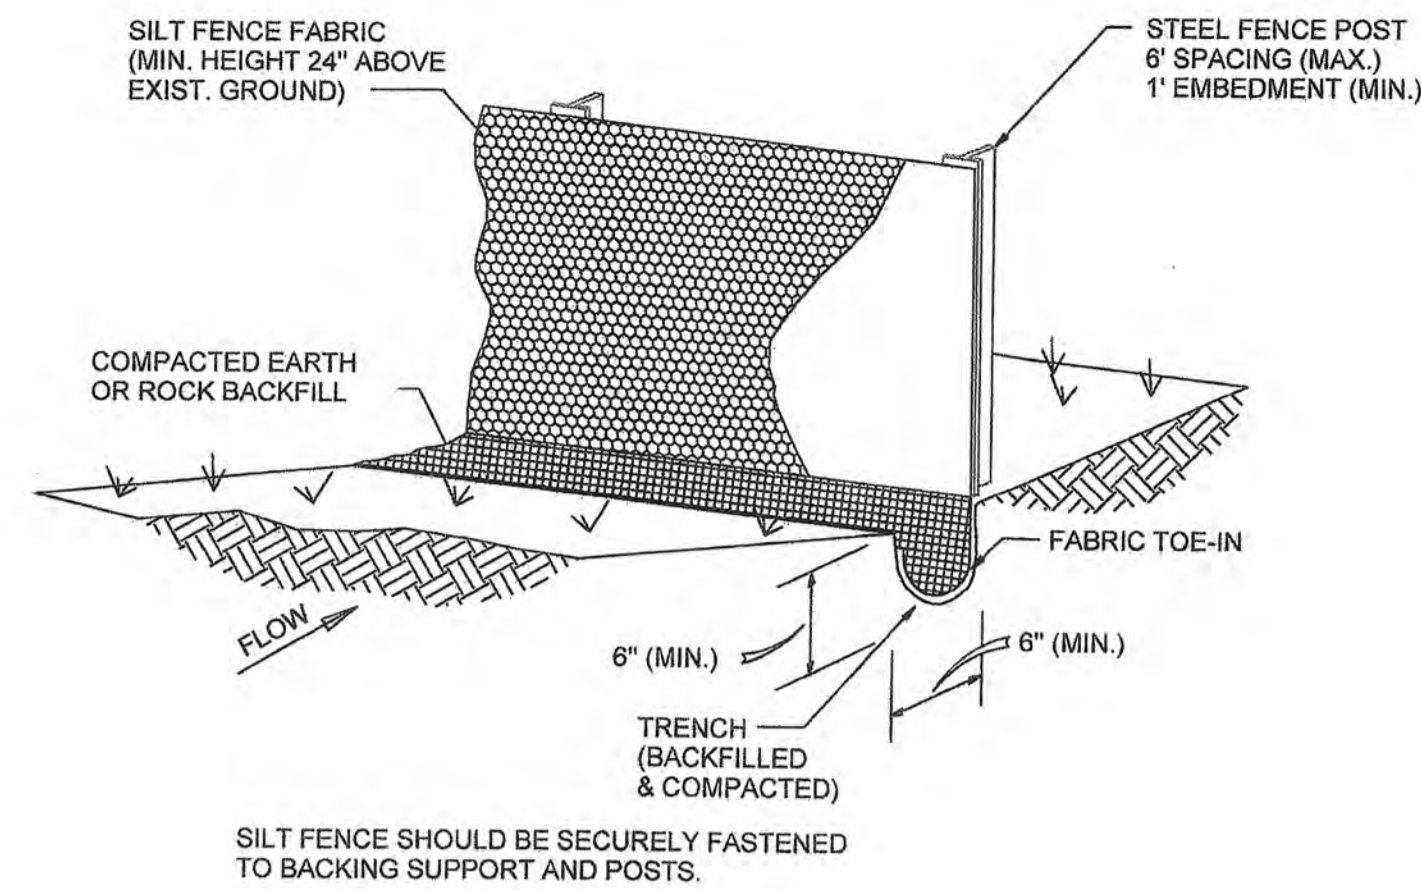 SILT FENCE FABRIC
(MIN. HEIGHT 24" ABOVE
EXIST. GROUND)
STEEL FENCE POST
6' SPACING (MAX.)
1' EMBEDMENT (MIN.)
COMPACTED EARTH
OR ROCK BACKFILL
FABRIC TOE-IN
FLOW
6" (MIN.)
6" (MIN.)
TRENCH
(BACKFILLED
& COMPACTED)
SILT FENCE SHOULD BE SECURELY FASTENED
TO BACKING SUPPORT AND POSTS.